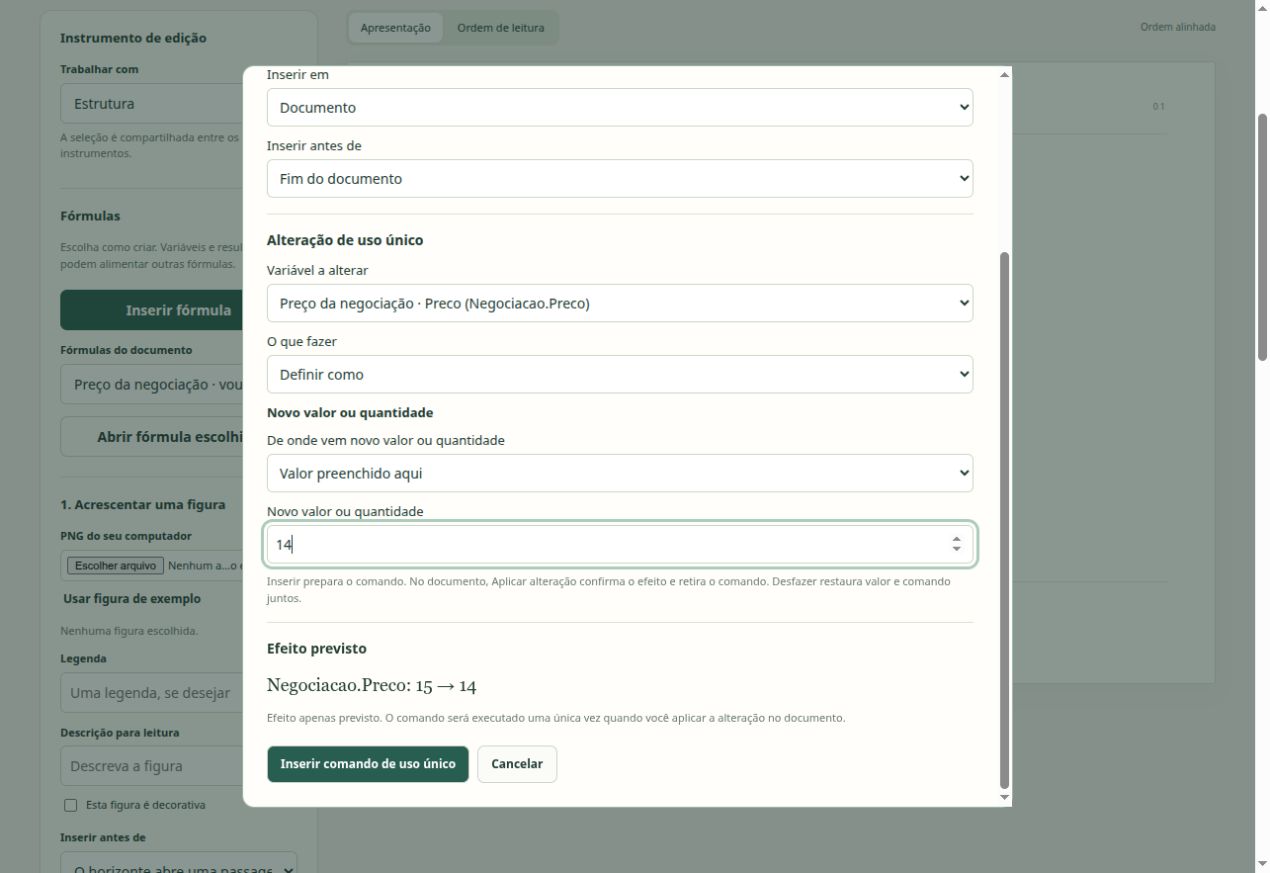 Instrumento de edição
Trabalhar com
Estrutura
A seleção é compartilhada entre os
instrumentos.
Fórmulas
Escolha como criar. Variáveis e
podem alimentar outras fórmulas.
Inserir fórmula
Fórmulas do documento
Preço da negociação ·
Abrir fórmula
1. Acrescentar uma figura
PNG do seu computador
Escolher arquivo Nenhum a...o
Usar figura de exemplo
Nenhuma figura escolhida.
Legenda
Uma legenda, se desejar
Descrição para leitura
Descreva a figura
Esta figura é decorativa
Inserir antes de
O horizonte abre uma
Apresentação
Ordem de leitura
Ordem alinhada
01
Inserir em
Documento
Inserir antes de
Fim do documento
Alteração de uso único
Variável a alterar
Preço da negociação · Preco (Negociacao.Preco)
O que fazer
Definir como
Novo valor ou quantidade
De onde vem novo valor ou quantidade
Valor preenchido aqui
Novo valor ou quantidade
14
Inserir prepara o comando. No documento, Aplicar alteração confirma o efeito e retira o comando. Desfazer restaura valor e comando
juntos.
Efeito previsto
Negociacao.Preco: 15 → 14
Efeito apenas previsto. O comando será executado uma única vez quando você aplicar a alteração no documento.
Inserir comando de uso único
Cancelar